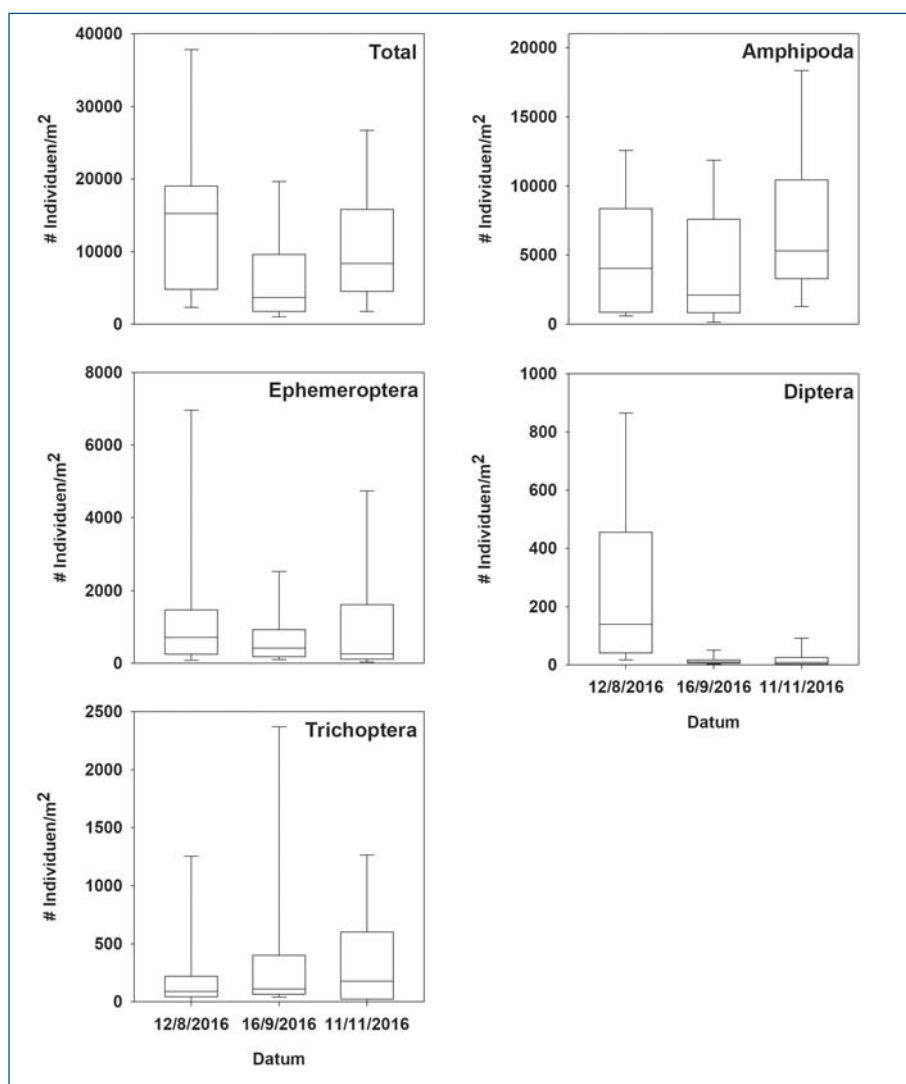 Total
# Individuen/m²
40000
30000
20000
10000
0
Amphipoda
# Individuen/m²
20000
15000
10000
5000
0
Ephemeroptera
# Individuen/m²
8000
6000
4000
2000
0
Diptera
# Individuen/m²
1000
800
600
400
200
0
12/8/2016 16/9/2016 11/11/2016
Datum
Trichoptera
# Individuen/m²
2500
2000
1500
1000
500
0
12/8/2016 16/9/2016 11/11/2016
Datum